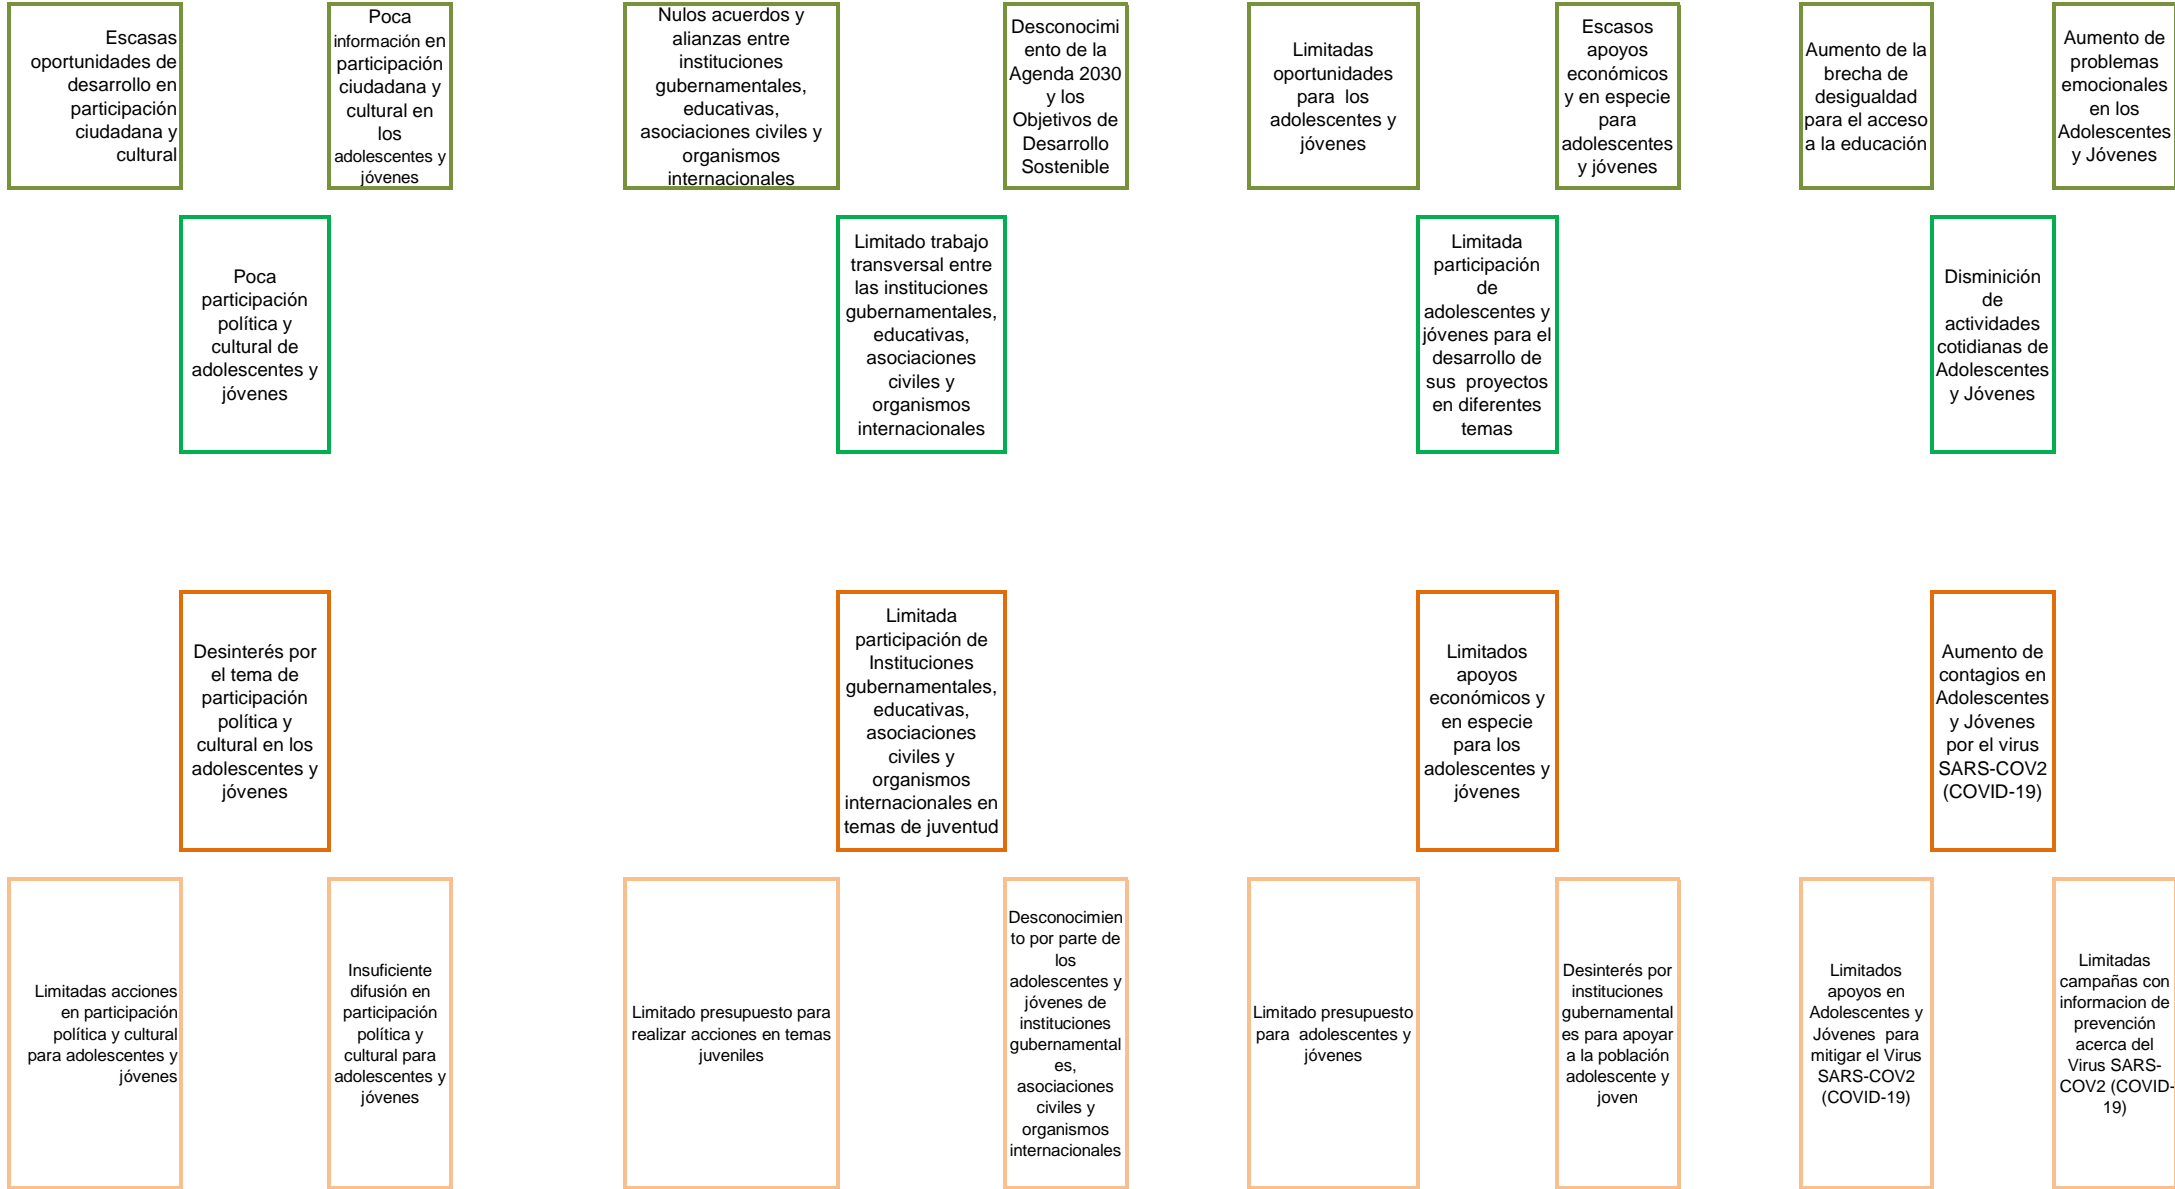 Escasas
oportunidades de
desarrollo en
participación
ciudadana y
cultural
Poca
información en
participación
ciudadana y
cultural en
los
adolescentes y
jóvenes
Nulos acuerdos y
alianzas entre
instituciones
gubernamentales,
educativas,
asociaciones civiles y
organismos
internacionales
Desconocimi
ento de la
Agenda 2030
y los
Objetivos de
Desarrollo
Sostenible
Limitadas
oportunidades
para los
adolescentes y
jóvenes
Escasos
apoyos
económicos
y en especie
para
adolescentes
y jóvenes
Aumento de la
brecha de
desigualdad
para el acceso
a la educación
Aumento de
problemas
emocionales
en los
Adolescentes
y Jóvenes
Poca
participación
política y
cultural de
adolescentes y
jóvenes
Limitado trabajo
transversal entre
las instituciones
gubernamentales,
educativas,
asociaciones
civiles y
organismos
internacionales
Limitada
participación
de
adolescentes y
jóvenes para el
desarrollo de
sus proyectos
en diferentes
temas
Disminición
de
actividades
cotidianas de
Adolescentes
y Jóvenes
Desinterés por
el tema de
participación
política y
cultural en los
adolescentes y
jóvenes
Limitada
participación de
Instituciones
gubernamentales,
educativas,
asociaciones
civiles y
organismos
internacionales en
temas de juventud
Limitados
apoyos
económicos y
en especie
para los
adolescentes y
jóvenes
Aumento de
contagios en
Adolescentes
y Jóvenes
por el virus
SARS-COV2
(COVID-19)
Limitadas acciones
en participación
política y cultural
para adolescentes y
jóvenes
Insuficiente
difusión en
participación
política y
cultural para
adolescentes y
jóvenes
Limitado presupuesto para
realizar acciones en temas
juveniles
Desconocimien
to por parte de
los
adolescentes y
jóvenes de
instituciones
gubernamental
es,
asociaciones
civiles y
organismos
internacionales
Limitado presupuesto
para adolescentes y
jóvenes
Desinterés por
instituciones
gubernamental
es para apoyar
a la población
adolescente y
joven
Limitados
apoyos en
Adolescentes y
Jóvenes para
mitigar el Virus
SARS-COV2
(COVID-19)
Limitadas
campañas con
informacion de
prevención
acerca del
Virus SARS-
COV2 (COVID-
19)